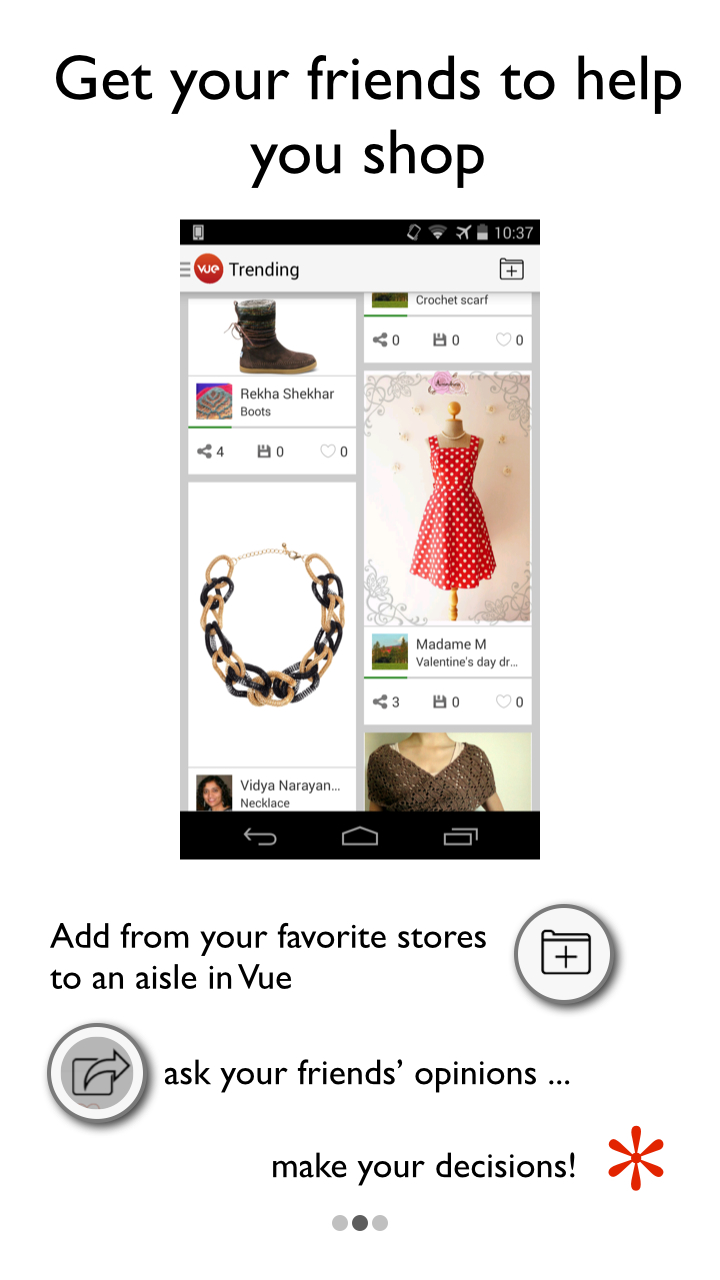 Get your friends to help
you shop
10:37
vue Trending
Crochet scarf
0 0 0
Rekha Shekhar
Boots
4 0 0
Madame M
Valentine's day dr...
3 0 0
Vidya Narayan...
Necklace
Add from your favorite stores
to an aisle in Vue
ask your friends' opinions ...
make your decisions!